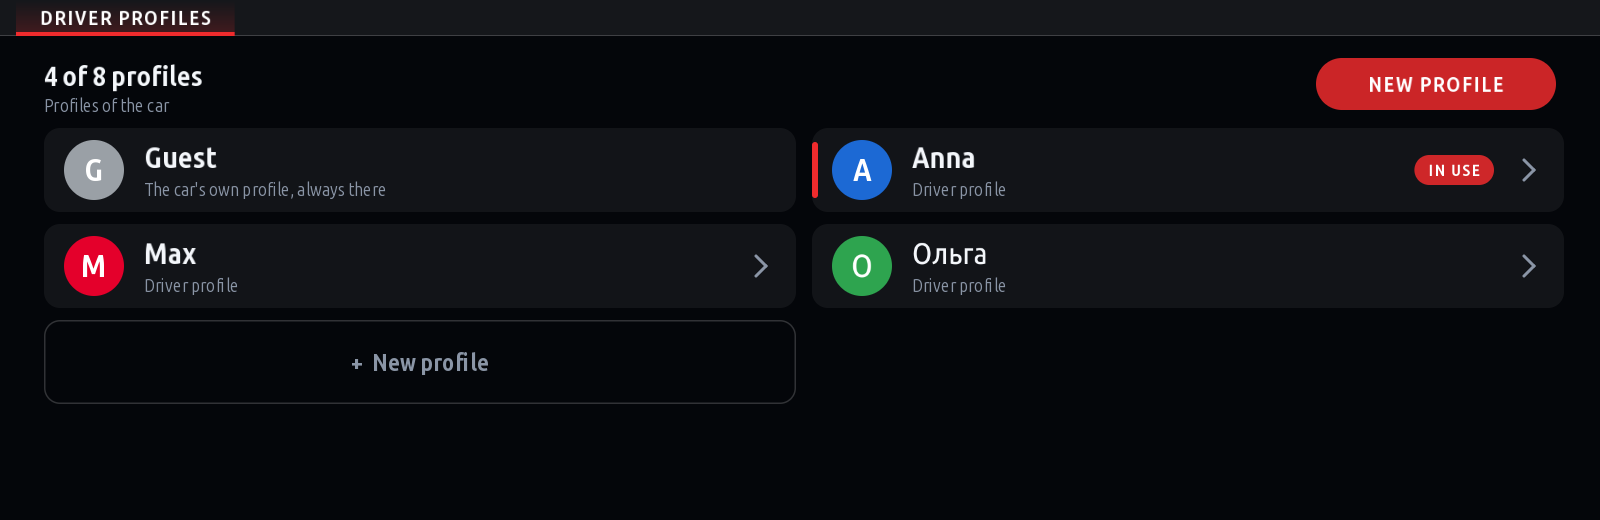 DRIVER PROFILES
4 of 8 profiles
Profiles of the car
NEW PROFILE
G
Guest
The car's own profile, always there
A
Anna
Driver profile
IN USE
M
Max
Driver profile
О
Ольга
Driver profile
+ New profile